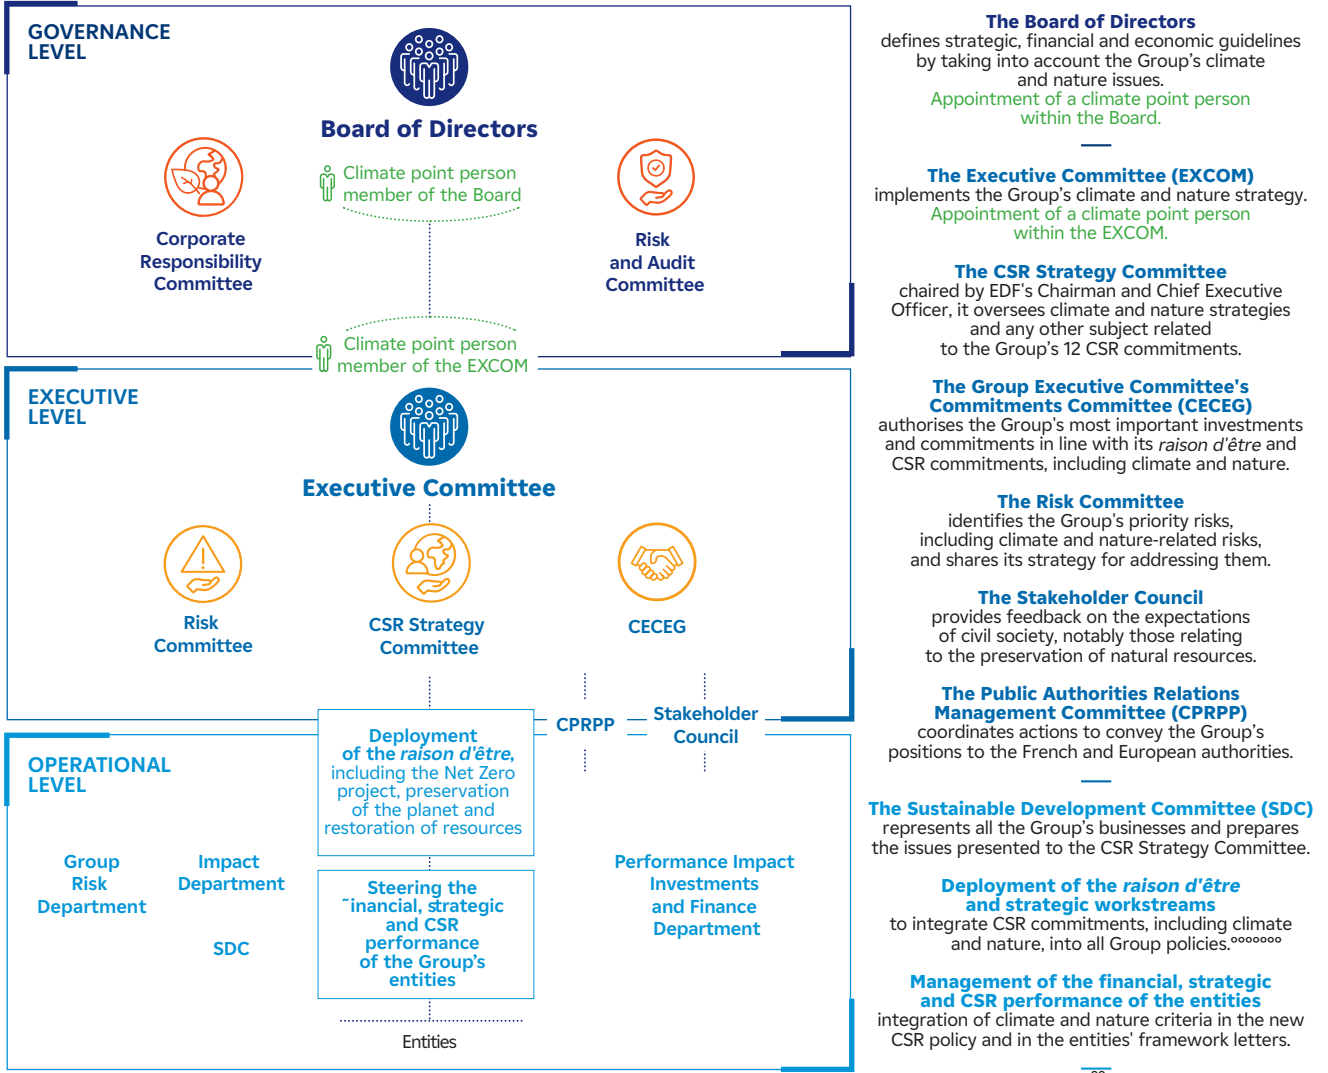 GOVERNANCE
LEVEL
Board of Directors
Climate point person
member of the Board
Corporate
Responsibility
Committee
Risk
and Audit
Committee
Climate point person
member of the EXCOM
EXECUTIVE
LEVEL
Executive Committee
Risk
Committee
CSR Strategy
Committee
CECEG
CPRPP
Stakeholder
Council
OPERATIONAL
LEVEL
Deployment
of the raison d'être,
including the Net Zero
project, preservation
of the planet and
restoration of resources
Group
Risk
Department
Impact
Department
SDC
Steering the
˜inancial, strategic
and CSR
performance
of the Group's
entities
Performance Impact
Investments
and Finance
Department
Entities
The Board of Directors
defines strategic, financial and economic guidelines
by taking into account the Group's climate
and nature issues.
Appointment of a climate point person
within the Board.
The Executive Committee (EXCOM)
implements the Group's climate and nature strategy.
Appointment of a climate point person
within the EXCOM.
The CSR Strategy Committee
chaired by EDF's Chairman and Chief Executive
Officer, it oversees climate and nature strategies
and any other subject related
to the Group's 12 CSR commitments.
The Group Executive Committee's
Commitments Committee (CECEG)
authorises the Group's most important investments
and commitments in line with its raison d'être and
CSR commitments, including climate and nature.
The Risk Committee
identifies the Group's priority risks,
including climate and nature-related risks,
and shares its strategy for addressing them.
The Stakeholder Council
provides feedback on the expectations
of civil society, notably those relating
to the preservation of natural resources.
The Public Authorities Relations
Management Committee (CPRPP)
coordinates actions to convey the Group's
positions to the French and European authorities.
The Sustainable Development Committee (SDC)
represents all the Group's businesses and prepares
the issues presented to the CSR Strategy Committee.
Deployment of the raison d'être
and strategic workstreams
to integrate CSR commitments, including climate
and nature, into all Group policies.°°°°°°°
Management of the financial, strategic
and CSR performance of the entities
integration of climate and nature criteria in the new
CSR policy and in the entities' framework letters.